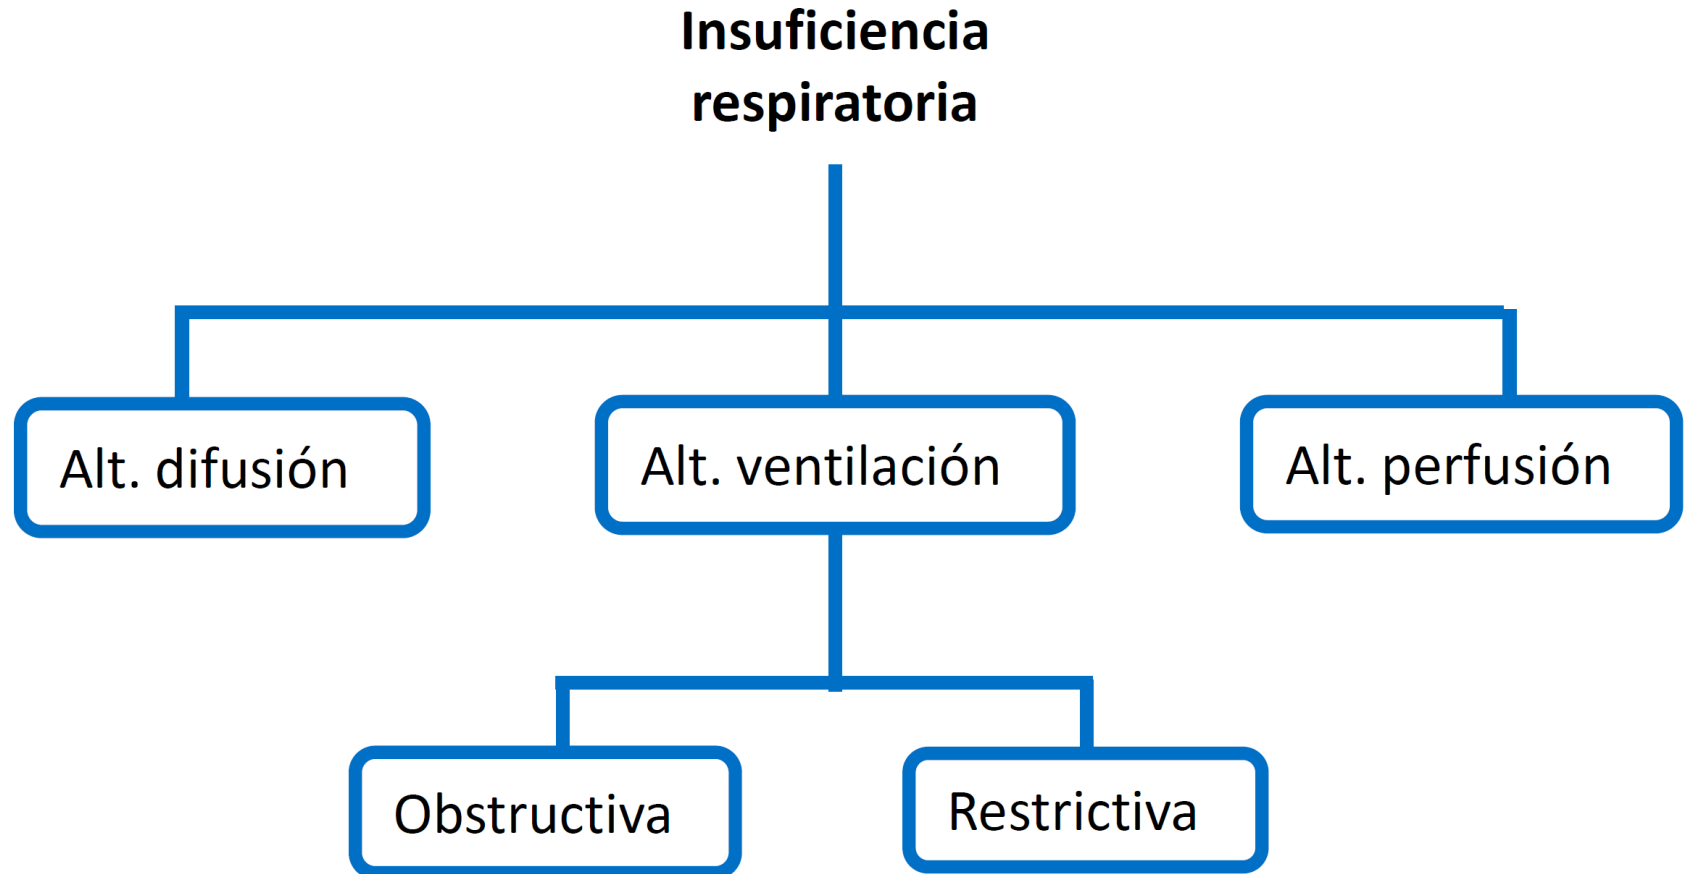 Insuficiencia
respiratoria
Alt. difusión
Alt. ventilación
Alt. perfusión
Obstructiva
Restrictiva